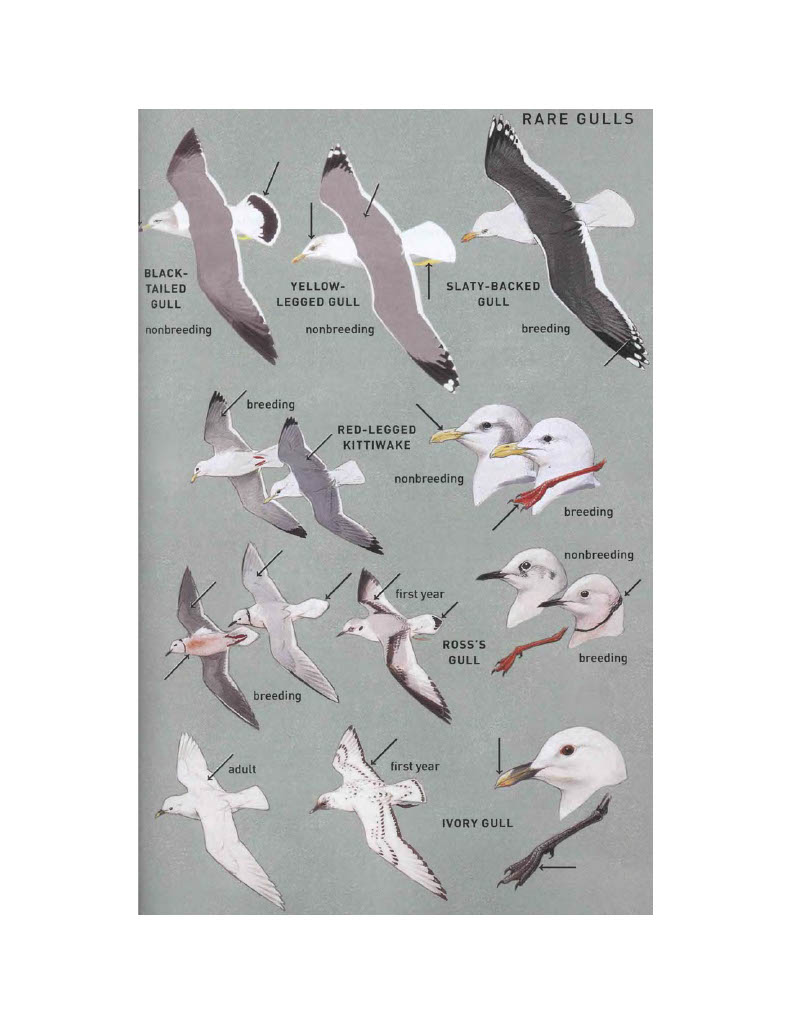 RARE GULLS
BLACK-
TAILED
GULL
nonbreeding
YELLOW-
LEGGED GULL
nonbreeding
SLATY-BACKED
GULL
breeding
breeding
RED-LEGGED
KITTIWAKE
nonbreeding
breeding
breeding
first year
ROSS'S
GULL
nonbreeding
breeding
adult
first year
IVORY GULL